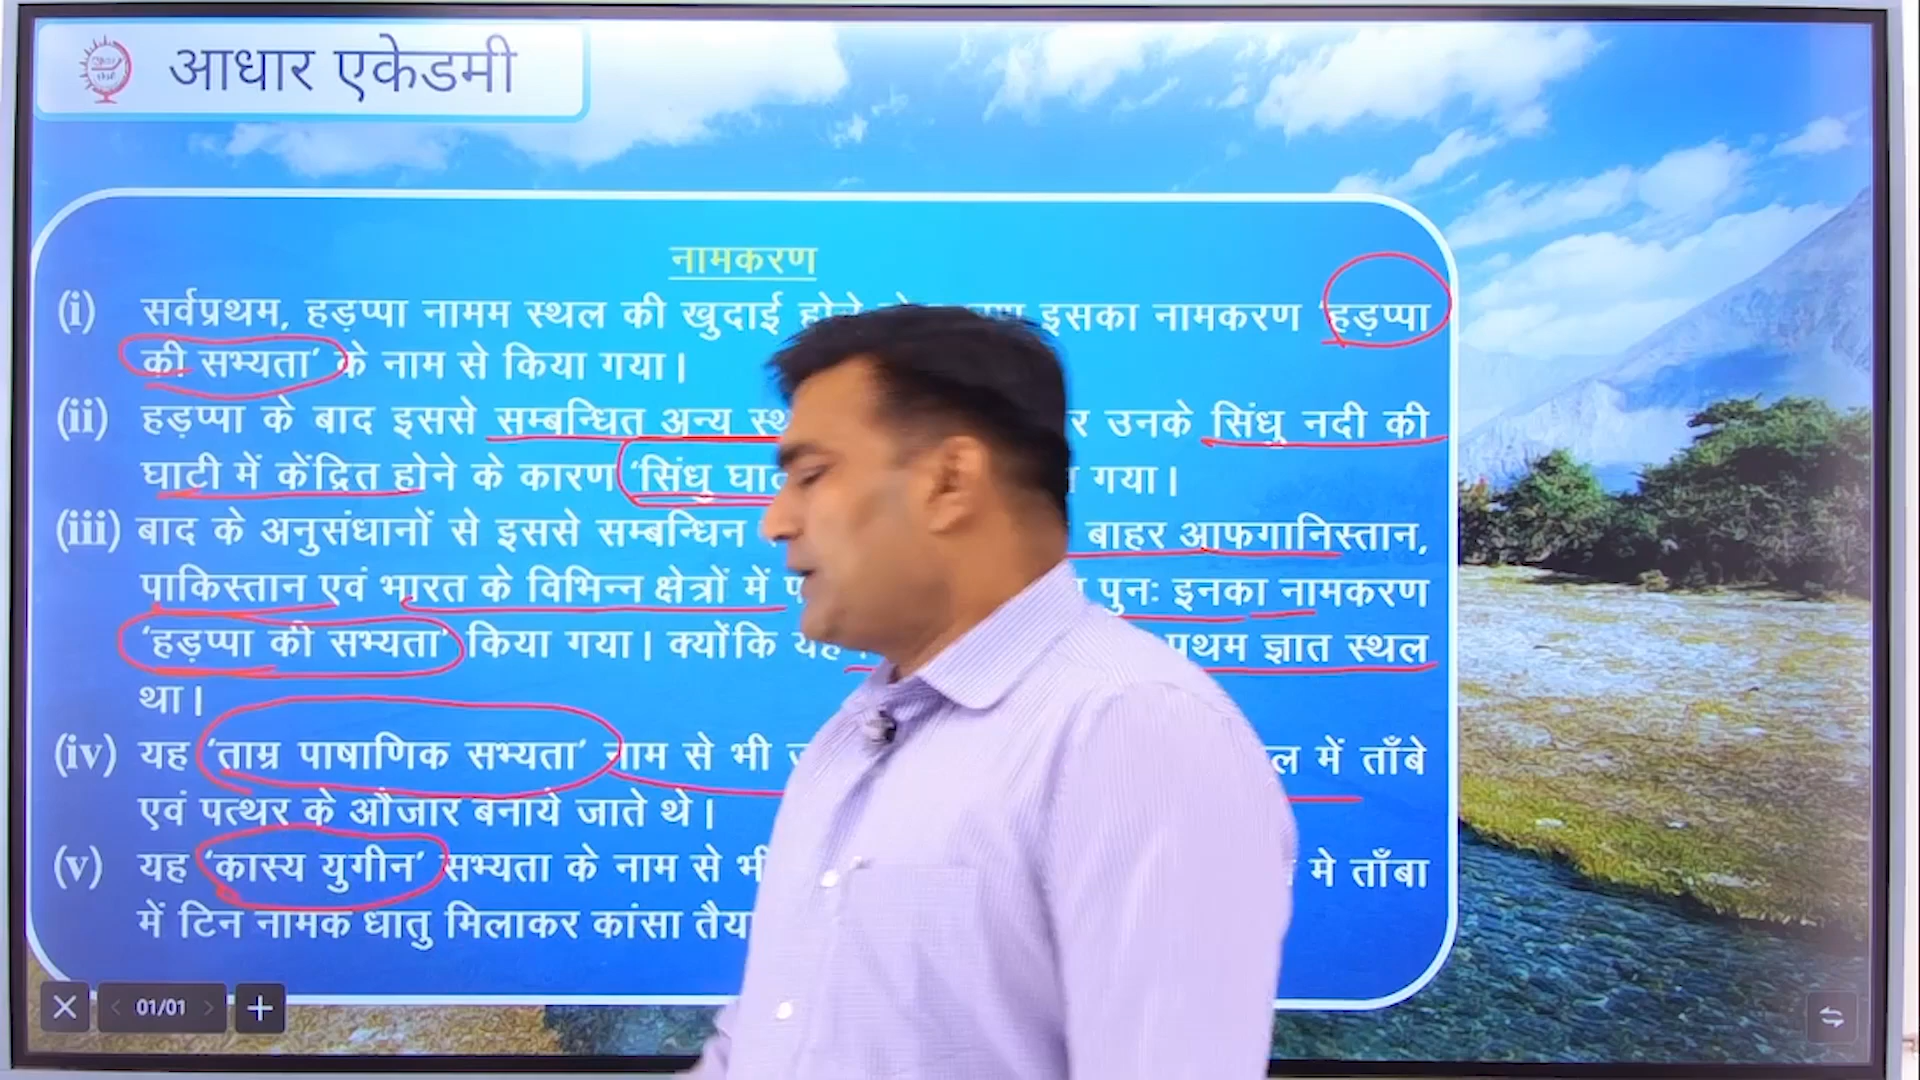 आधार एकेडमी
नामकरण
(i) सर्वप्रथम, हड़प्पा नामम स्थल की खुदाई इसका नामकरण 'हड़प्पा
की सभ्यता' के नाम से किया गया।
(ii) हड़प्पा के बाद इससे सम्बन्धित अन्य उनके सिंधु नदी की
घाटी में केंद्रित होने के कारण 'सिंधु गया।
(iii) बाद के अनुसंधानों से इससे सम्बन्धिन बाहर आफगानिस्तान,
पाकिस्तान एवं भारत के विभिन्न क्षेत्रों में पुनः इनका नामकरण
'हड़प्पा की सभ्यता' किया गया। क्योंकि प्रथम ज्ञात स्थल
था।
(iv) यह 'ताम्र पाषाणिक सभ्यता' नाम से भी में ताँबे
एवं पत्थर के औजार बनाये जाते थे।
(v) यह 'कास्य युगीन' सभ्यता के नाम से भी मे ताँबा
में टिन नामक धातु मिलाकर कांसा
01/01